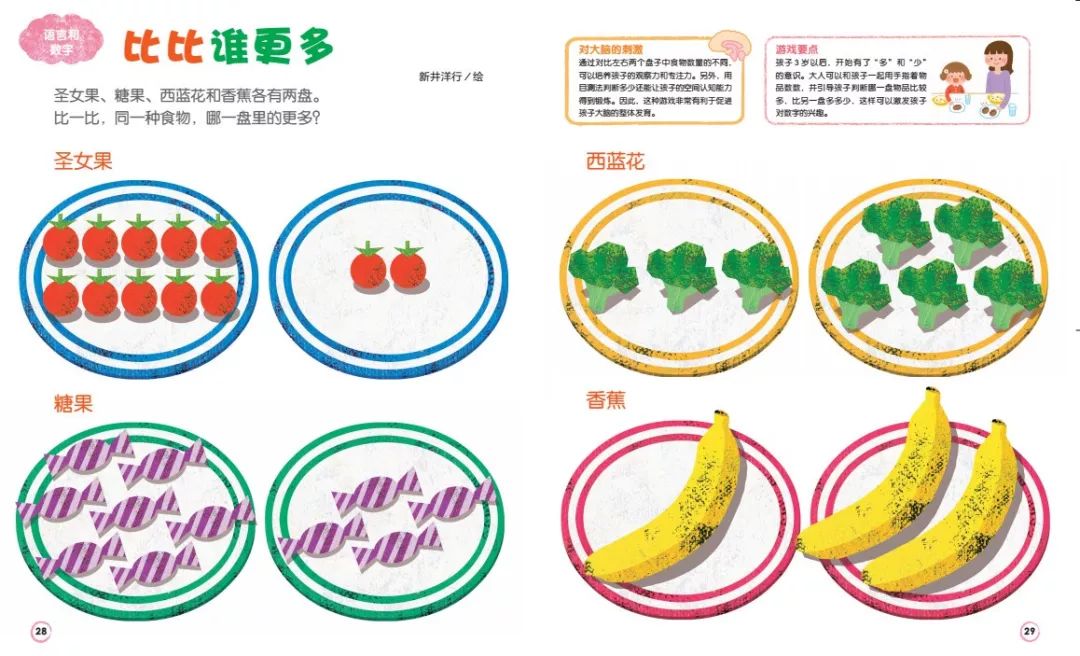 语言和
数字
比比谁更多
新井洋行/绘
圣女果、糖果、西蓝花和香蕉各有两盘。
比一比,同一种食物,哪一盘里的更多?
对大脑的刺激
通过对比左右两个盘子中食物数量的不同,
可以培养孩子的观察力和专注力。另外,用
目测法判断多少还能让孩子的空间认知能力
得到锻炼。因此,这种游戏非常有利于促进
孩子大脑的整体发育。
游戏要点
孩子3岁以后,开始有了“多”和“少”
的意识。大人可以和孩子一起用手指着物
品数数,并引导孩子判断哪一盘物品比较
多、比另一盘多多少,这样可以激发孩子
对数字的兴趣。
圣女果
西蓝花
糖果
香蕉
28
29